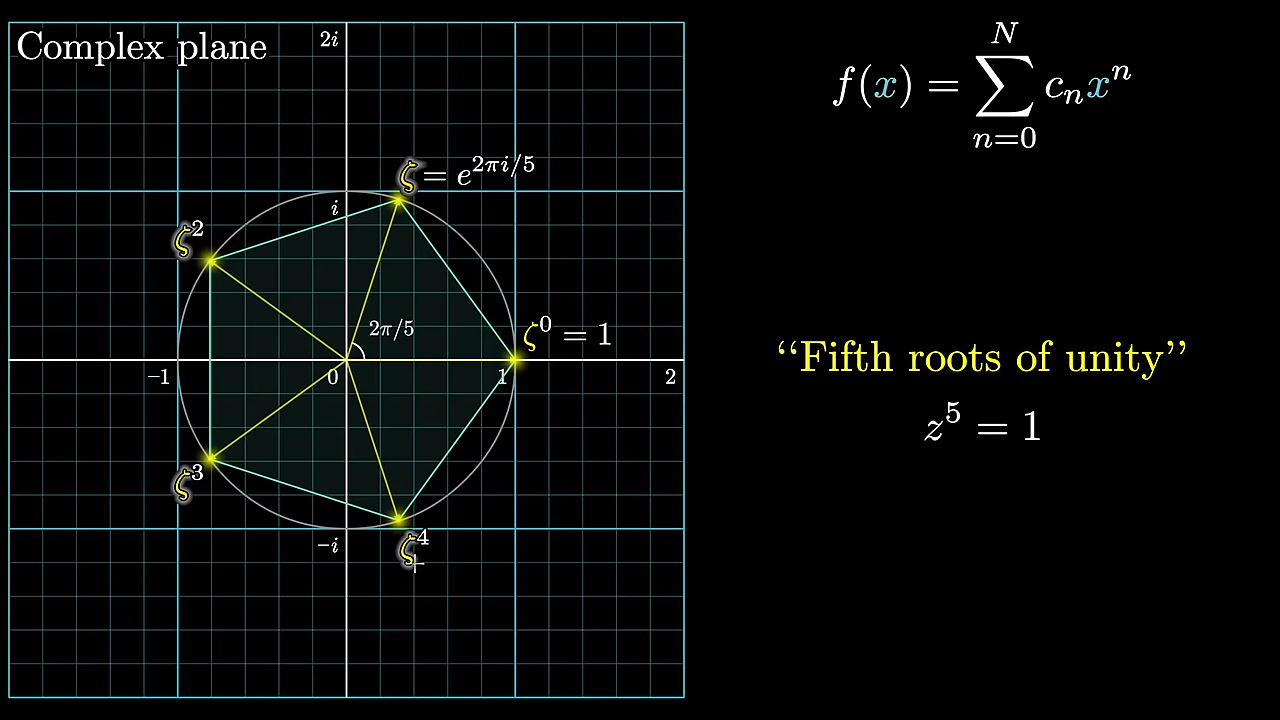 Complex plane
2i
ζ = e^{2πi/5}
i
ζ^2
2π/5
ζ^0 = 1
−1
0
1
2
ζ^3
−i
ζ^4
f(x) = \sum_{n=0}^{N} c_n x^n
“Fifth roots of unity”
z^5 = 1